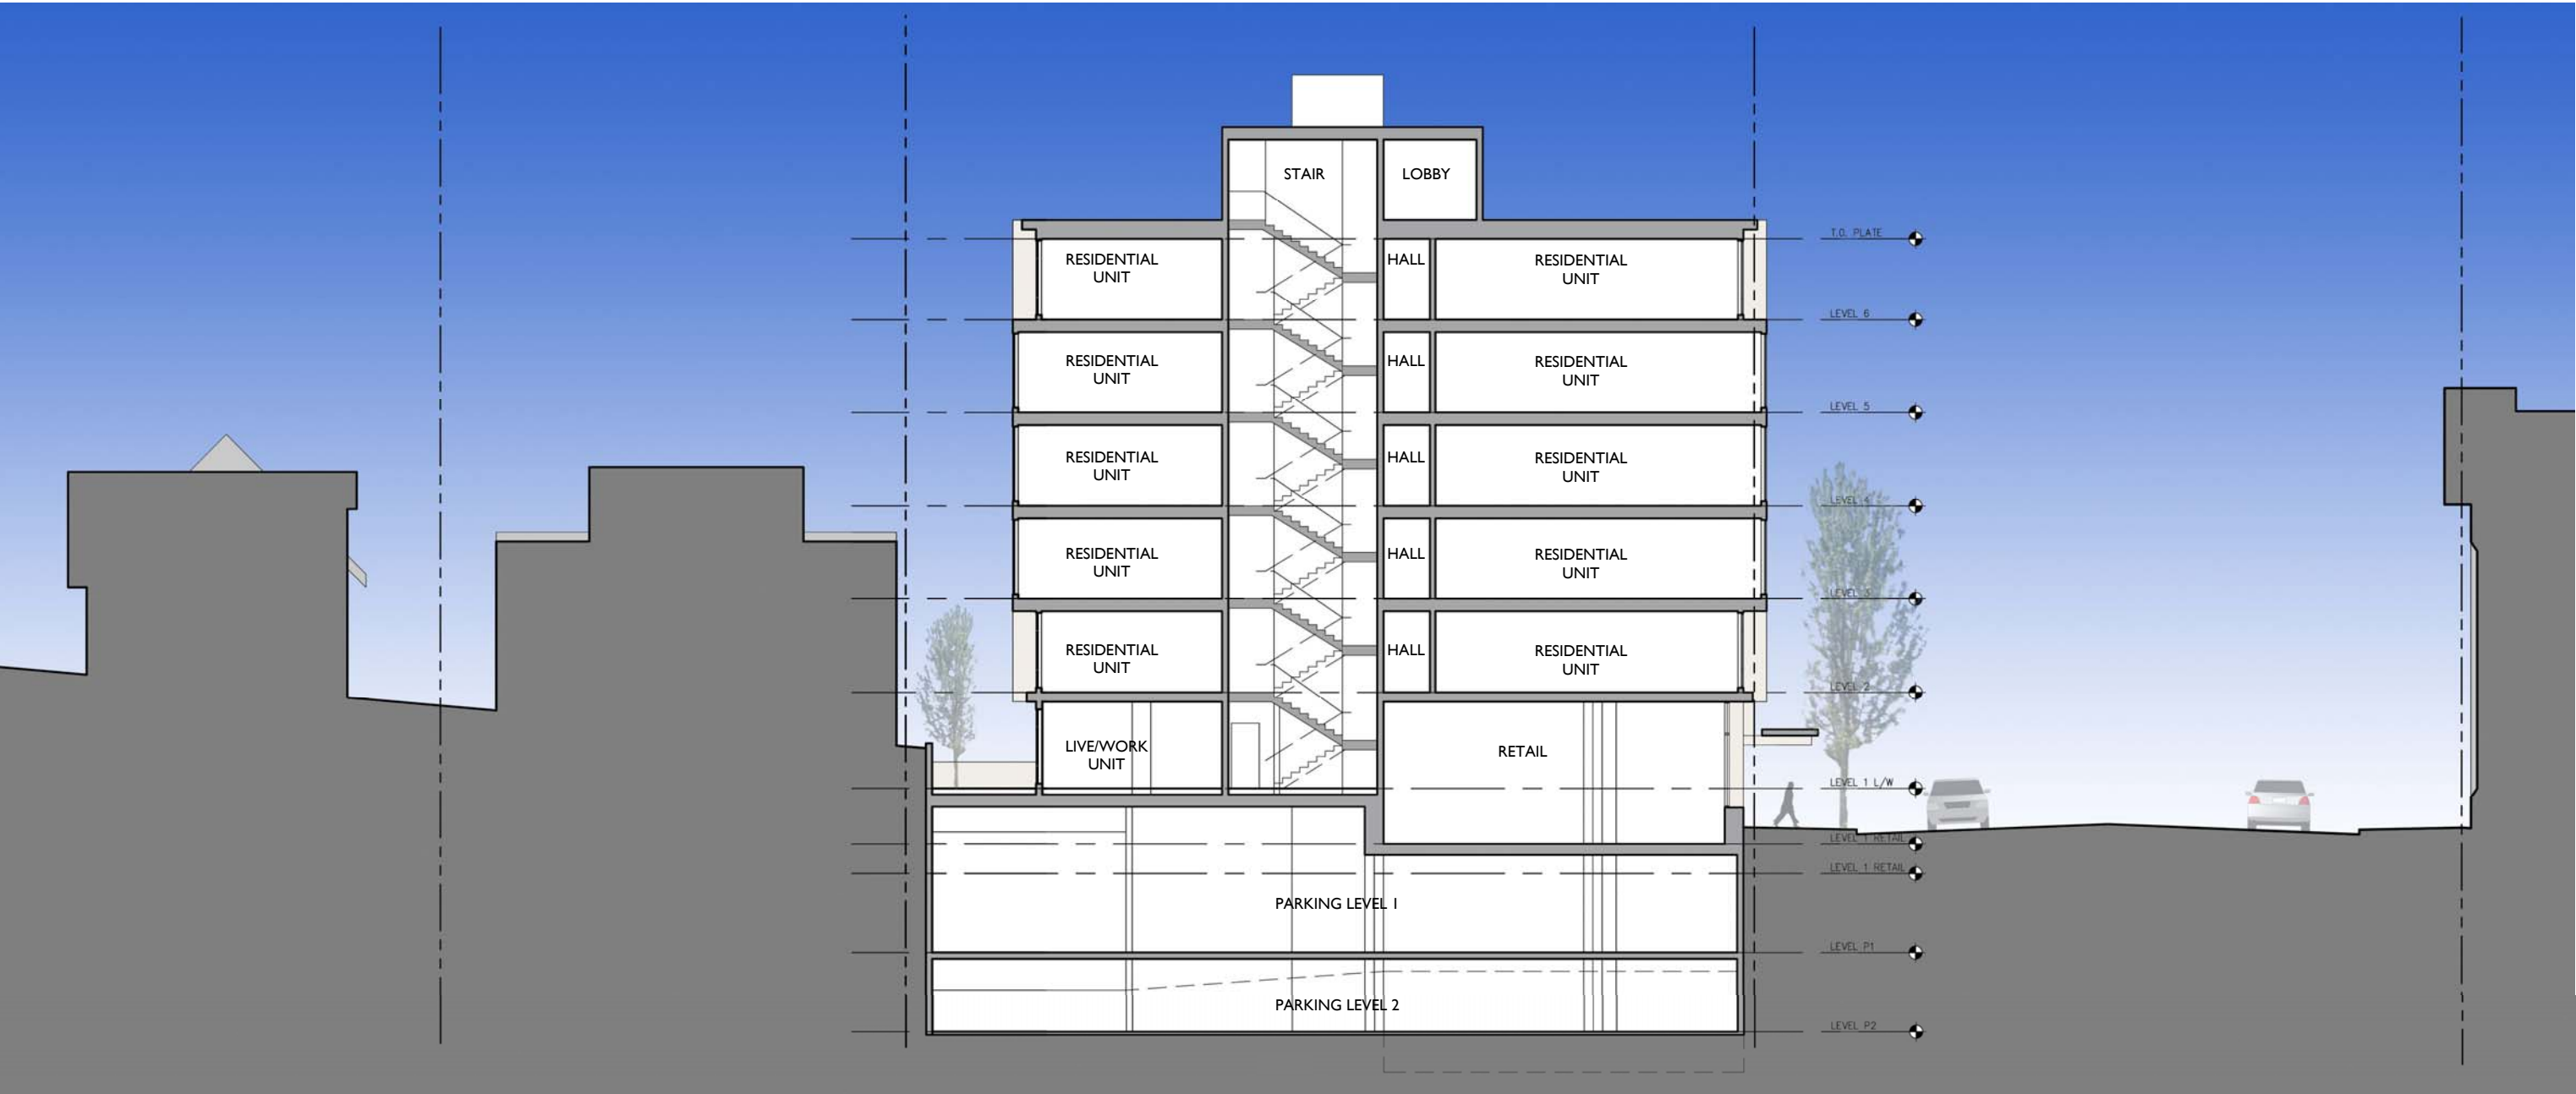 STAIR
LOBBY
T.O. PLATE
RESIDENTIAL
UNIT
HALL
RESIDENTIAL
UNIT
LEVEL 6
RESIDENTIAL
UNIT
HALL
RESIDENTIAL
UNIT
LEVEL 5
RESIDENTIAL
UNIT
HALL
RESIDENTIAL
UNIT
LEVEL 4
RESIDENTIAL
UNIT
HALL
RESIDENTIAL
UNIT
LEVEL 3
RESIDENTIAL
UNIT
HALL
RESIDENTIAL
UNIT
LEVEL 2
LIVE/WORK
UNIT
RETAIL
LEVEL 1 L/W
LEVEL 1 RETAIL
LEVEL 1 RETAIL
PARKING LEVEL 1
LEVEL P1
PARKING LEVEL 2
LEVEL P2